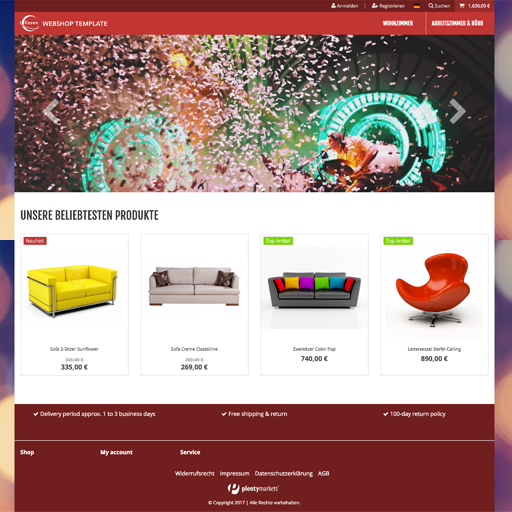 Anmelden | Registrieren Suchen 1.630,00 €
Ceres
WEBSHOP TEMPLATE
WOHNZIMMER ARBEITSZIMMER & BÜRO
UNSERE BELIEBTESTEN PRODUKTE
Neuheit
Top-Artikel
Top-Artikel
Sofa 2-Sitzer Sunflower
345,00 €
335,00 €
Sofa Creme Classicline
280,00 €
269,00 €
Zweisitzer Color Pop
740,00 €
Ledersessel Berlin Calling
890,00 €
Delivery period approx. 1 to 3 business days
Free shipping & return
100-day return policy
Shop My account Service
Widerrufsrecht Impressum Datenschutzerklärung AGB
plentymarkets
© Copyright 2017 | Alle Rechte vorbehalten.